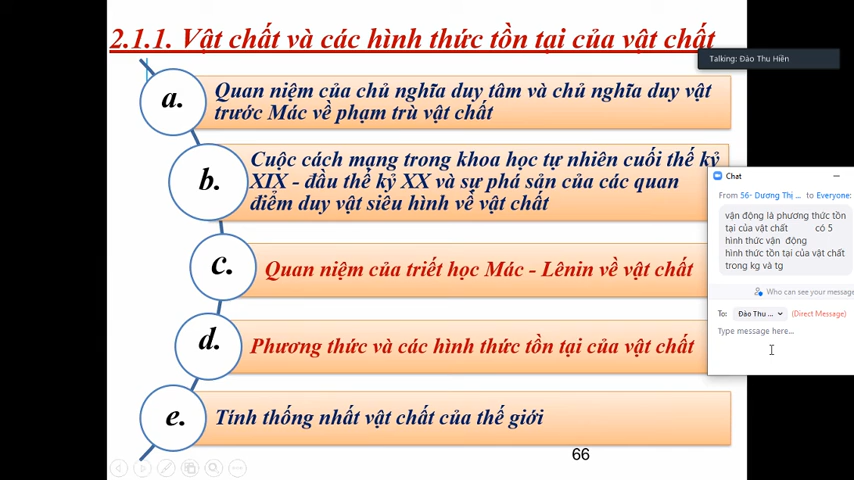 2.1.1. Vật chất và các hình thức tồn tại của vật chất
Talking: Đào Thu Hiền
a.
Quan niệm của chủ nghĩa duy tâm và chủ nghĩa duy vật
trước Mác về phạm trù vật chất
b.
Cuộc cách mạng trong khoa học tự nhiên cuối thế kỷ
XIX - đầu thế kỷ XX và sự phá sản của các quan
điểm duy vật siêu hình về vật chất
c.
Quan niệm của triết học Mác - Lênin về vật chất
d.
Phương thức và các hình thức tồn tại của vật chất
e.
Tính thống nhất vật chất của thế giới
66
Chat
From 56- Dương Thị ... to Everyone:
vận động là phương thức tồn
tại của vật chất có 5
hình thức vận động
hình thức tồn tại của vật chất
trong kg và tg
Who can see your message
To: Đào Thu ... (Direct Message)
Type message here...